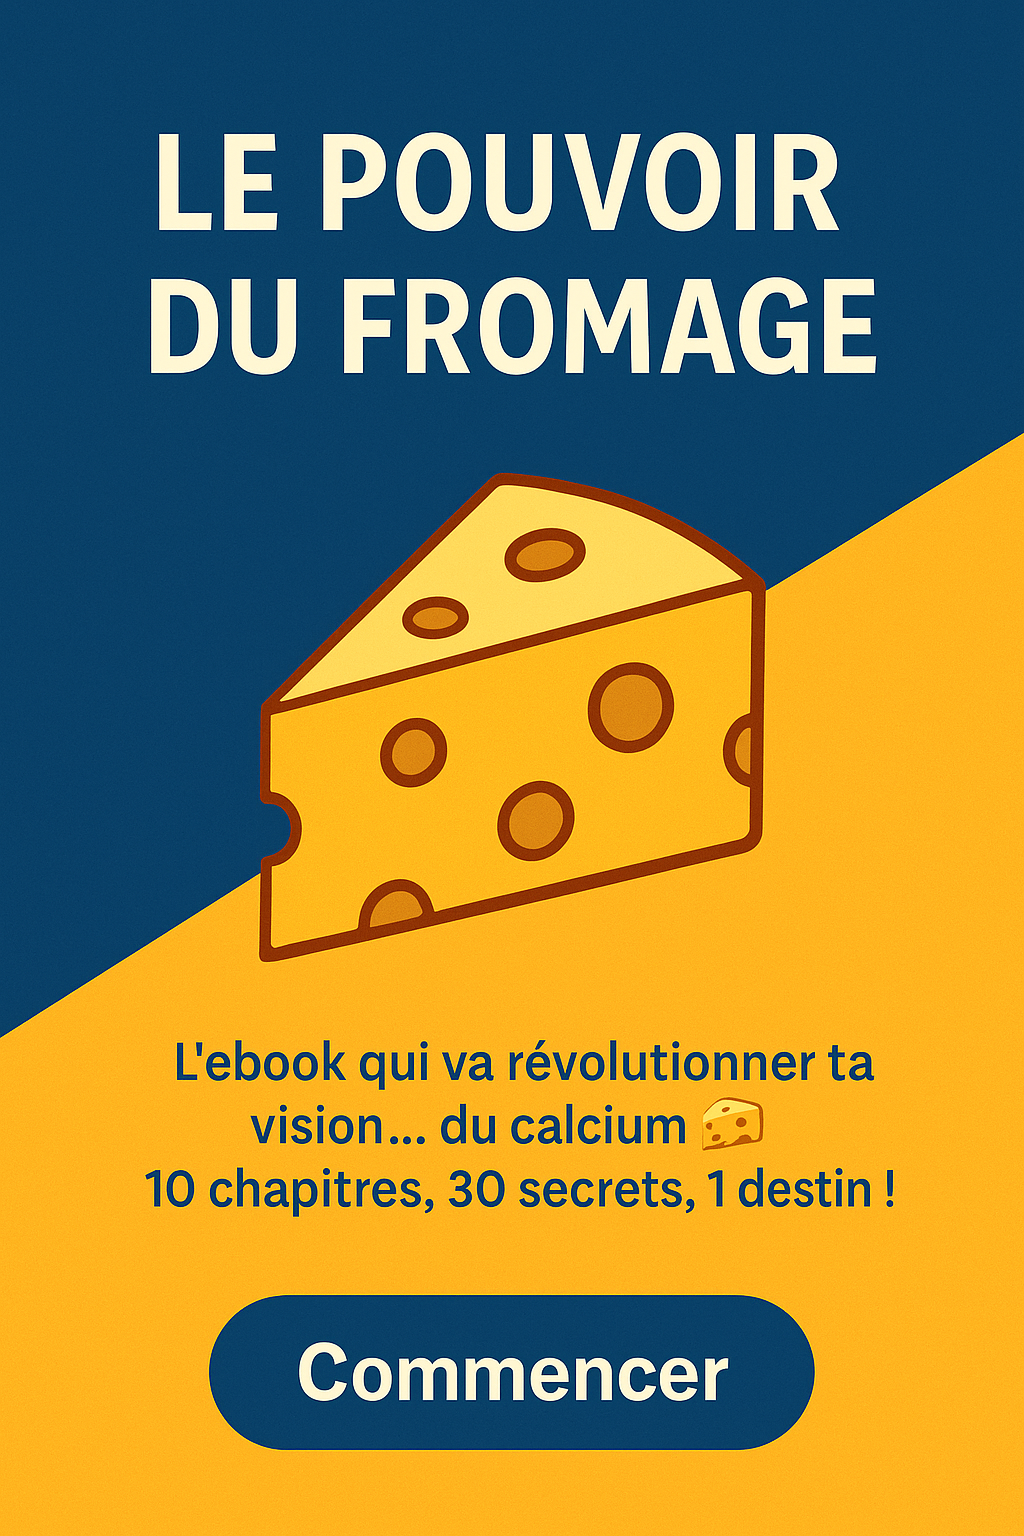 LE POUVOIR
DU FROMAGE
L'ebook qui va révolutionner ta
vision... du calcium 🧀
10 chapitres, 30 secrets, 1 destin !
Commencer